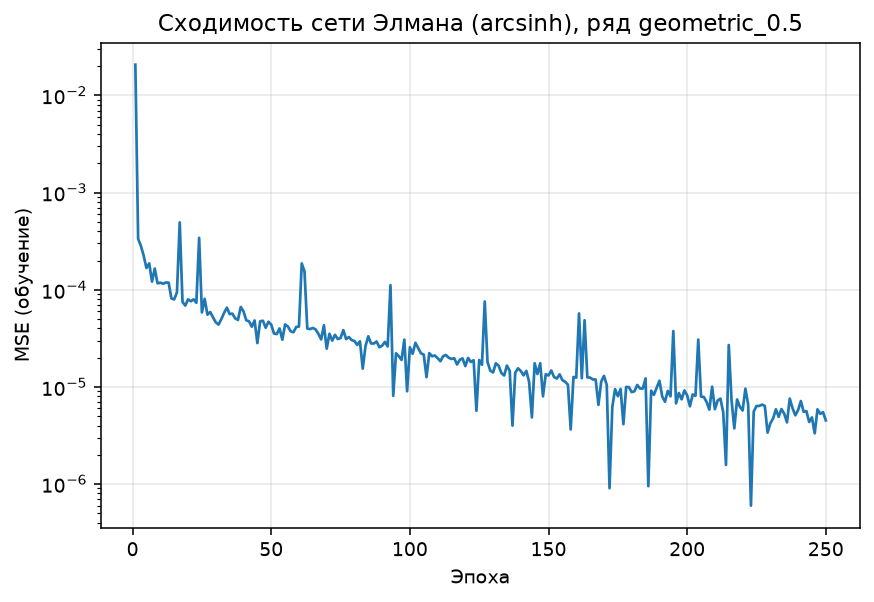 Сходимость сети Элмана (arcsinh), ряд geometric_0.5
MSE (обучение)
10⁻²
10⁻³
10⁻⁴
10⁻⁵
10⁻⁶
0 50 100 150 200 250
Эпоха